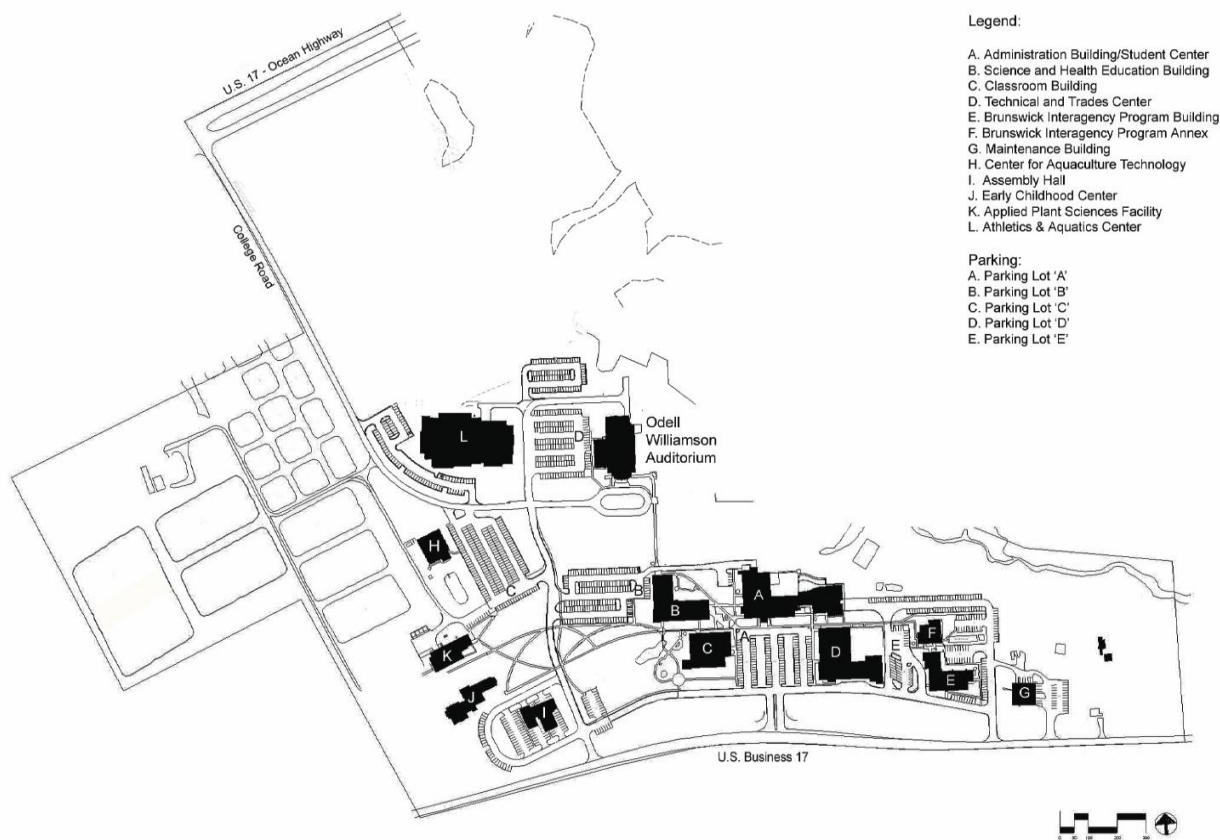 Legend:
A. Administration Building/Student Center
B. Science and Health Education Building
C. Classroom Building
D. Technical and Trades Center
E. Brunswick Interagency Program Building
F. Brunswick Interagency Program Annex
G. Maintenance Building
H. Center for Aquaculture Technology
I. Assembly Hall
J. Early Childhood Center
K. Applied Plant Sciences Facility
L. Athletics & Aquatics Center
Parking:
A. Parking Lot 'A'
B. Parking Lot 'B'
C. Parking Lot 'C'
D. Parking Lot 'D'
E. Parking Lot 'E'
U.S. 17 - Ocean Highway
College Road
L
D
Odell
Williamson
Auditorium
H
C
B
B
A
A
C
D
E
F
E
G
K
J
I
U.S. Business 17